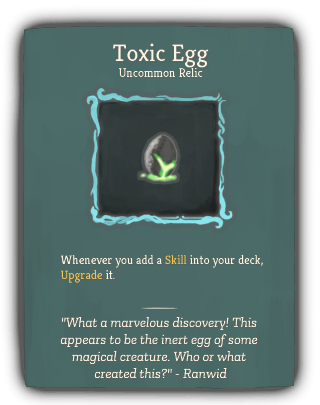 Toxic Egg
Uncommon Relic
Whenever you add a Skill into your deck,
Upgrade it.
"What a marvelous discovery! This
appears to be the inert egg of some
magical creature. Who or what
created this?" - Ranwid